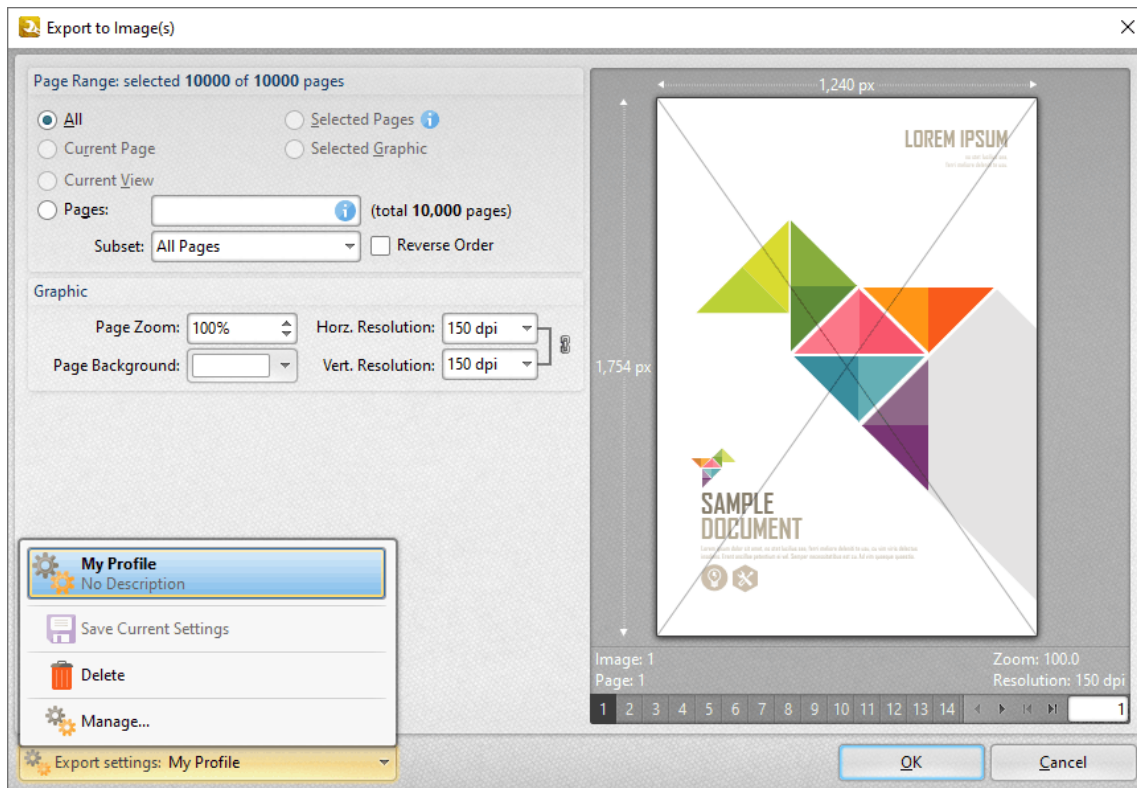 Export to Image(s)
Page Range: selected 10000 of 10000 pages
All
Selected Pages
Current Page
Selected Graphic
Current View
Pages:
(total 10,000 pages)
Subset: All Pages
Reverse Order
Graphic
Page Zoom: 100%
Horz. Resolution: 150 dpi
Page Background:
Vert. Resolution: 150 dpi
My Profile
No Description
Save Current Settings
Delete
Manage...
Export settings: My Profile
1,240 px
1,754 px
LOREM IPSUM
SAMPLE
DOCUMENT
Image: 1
Zoom: 100.0
Page: 1
Resolution: 150 dpi
1 2 3 4 5 6 7 8 9 10 11 12 13 14
1
OK
Cancel